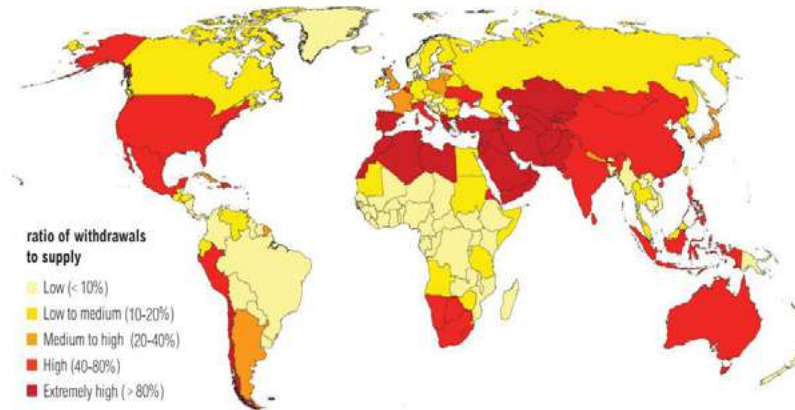 ratio of withdrawals
to supply
Low (< 10%)
Low to medium (10-20%)
Medium to high (20-40%)
High (40-80%)
Extremely high (> 80%)